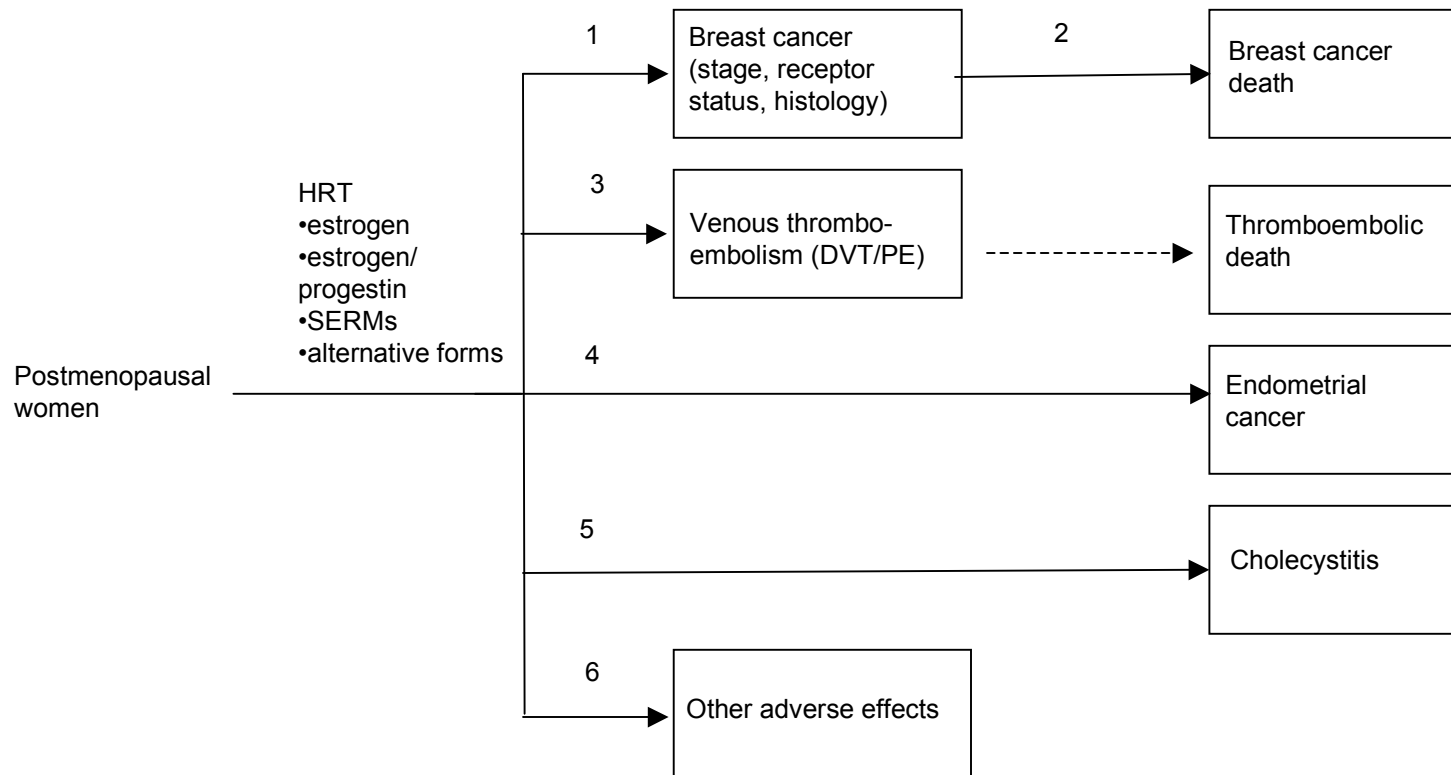 1
Breast cancer
(stage, receptor
status, histology)
2
Breast cancer
death
HRT
•estrogen
•estrogen/
progestin
•SERMs
•alternative forms
3
Venous thrombo-
embolism (DVT/PE)
Thromboembolic
death
Postmenopausal
women
4
Endometrial
cancer
5
Cholecystitis
6
Other adverse effects